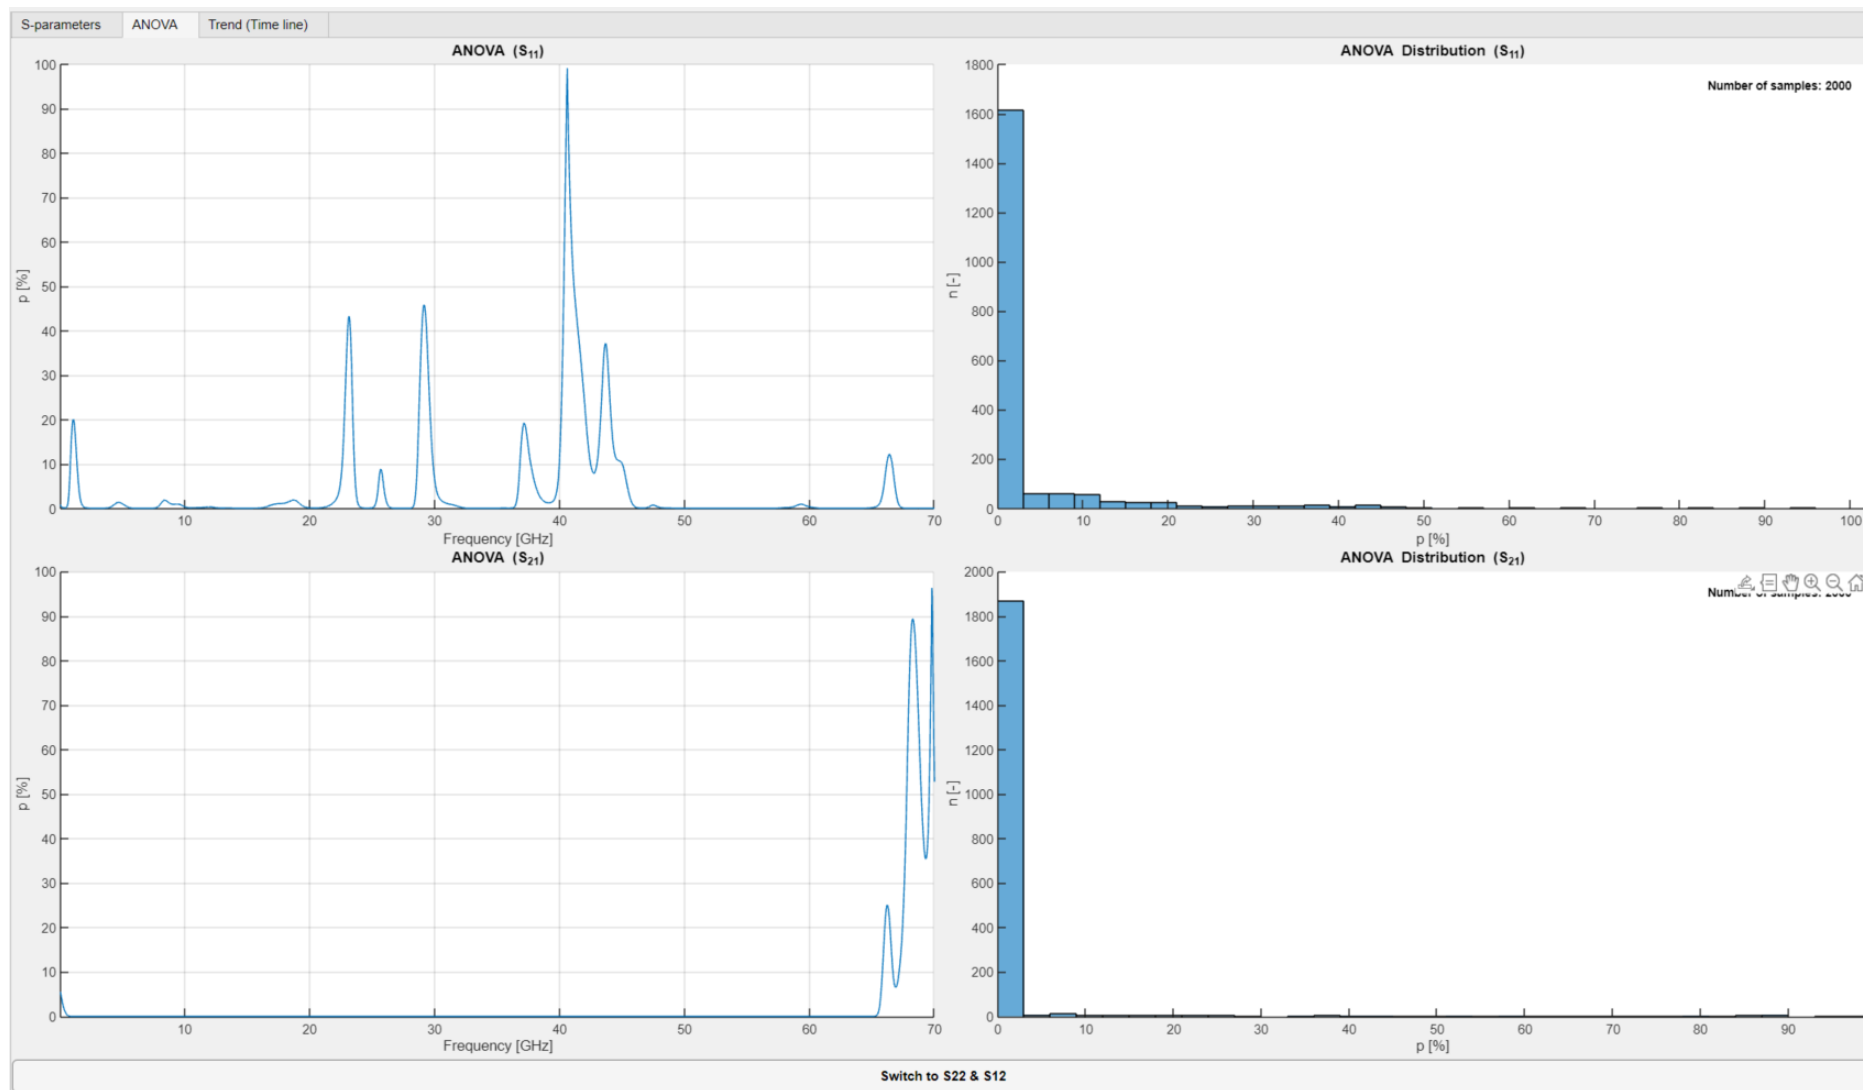 S-parameters ANOVA Trend (Time line)
ANOVA (S11)
100
90
80
70
60
50
40
30
20
10
0
p [%]
10 20 30 40 50 60 70
Frequency [GHz]
ANOVA Distribution (S11)
Number of samples: 2000
1800
1600
1400
1200
1000
800
600
400
200
0
n [-]
0 10 20 30 40 50 60 70 80 90 100
p [%]
ANOVA (S21)
100
90
80
70
60
50
40
30
20
10
0
p [%]
10 20 30 40 50 60 70
Frequency [GHz]
ANOVA Distribution (S21)
Number of samples: 2000
2000
1800
1600
1400
1200
1000
800
600
400
200
0
n [-]
0 10 20 30 40 50 60 70 80 90
p [%]
Switch to S22 & S12